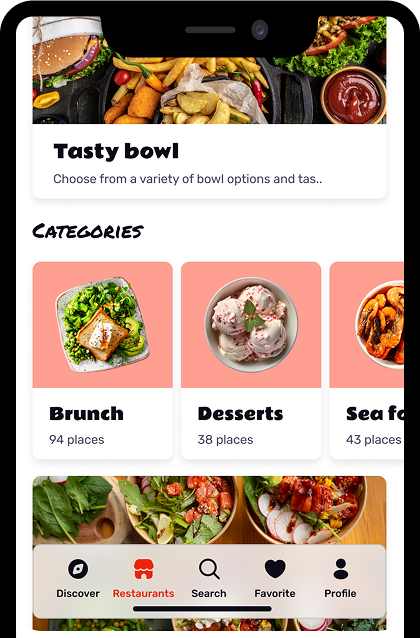 Tasty bowl
Choose from a variety of bowl options and tas..
Categories
Brunch
94 places
Desserts
38 places
Sea fo
43 places
Discover
Restaurants
Search
Favorite
Profile